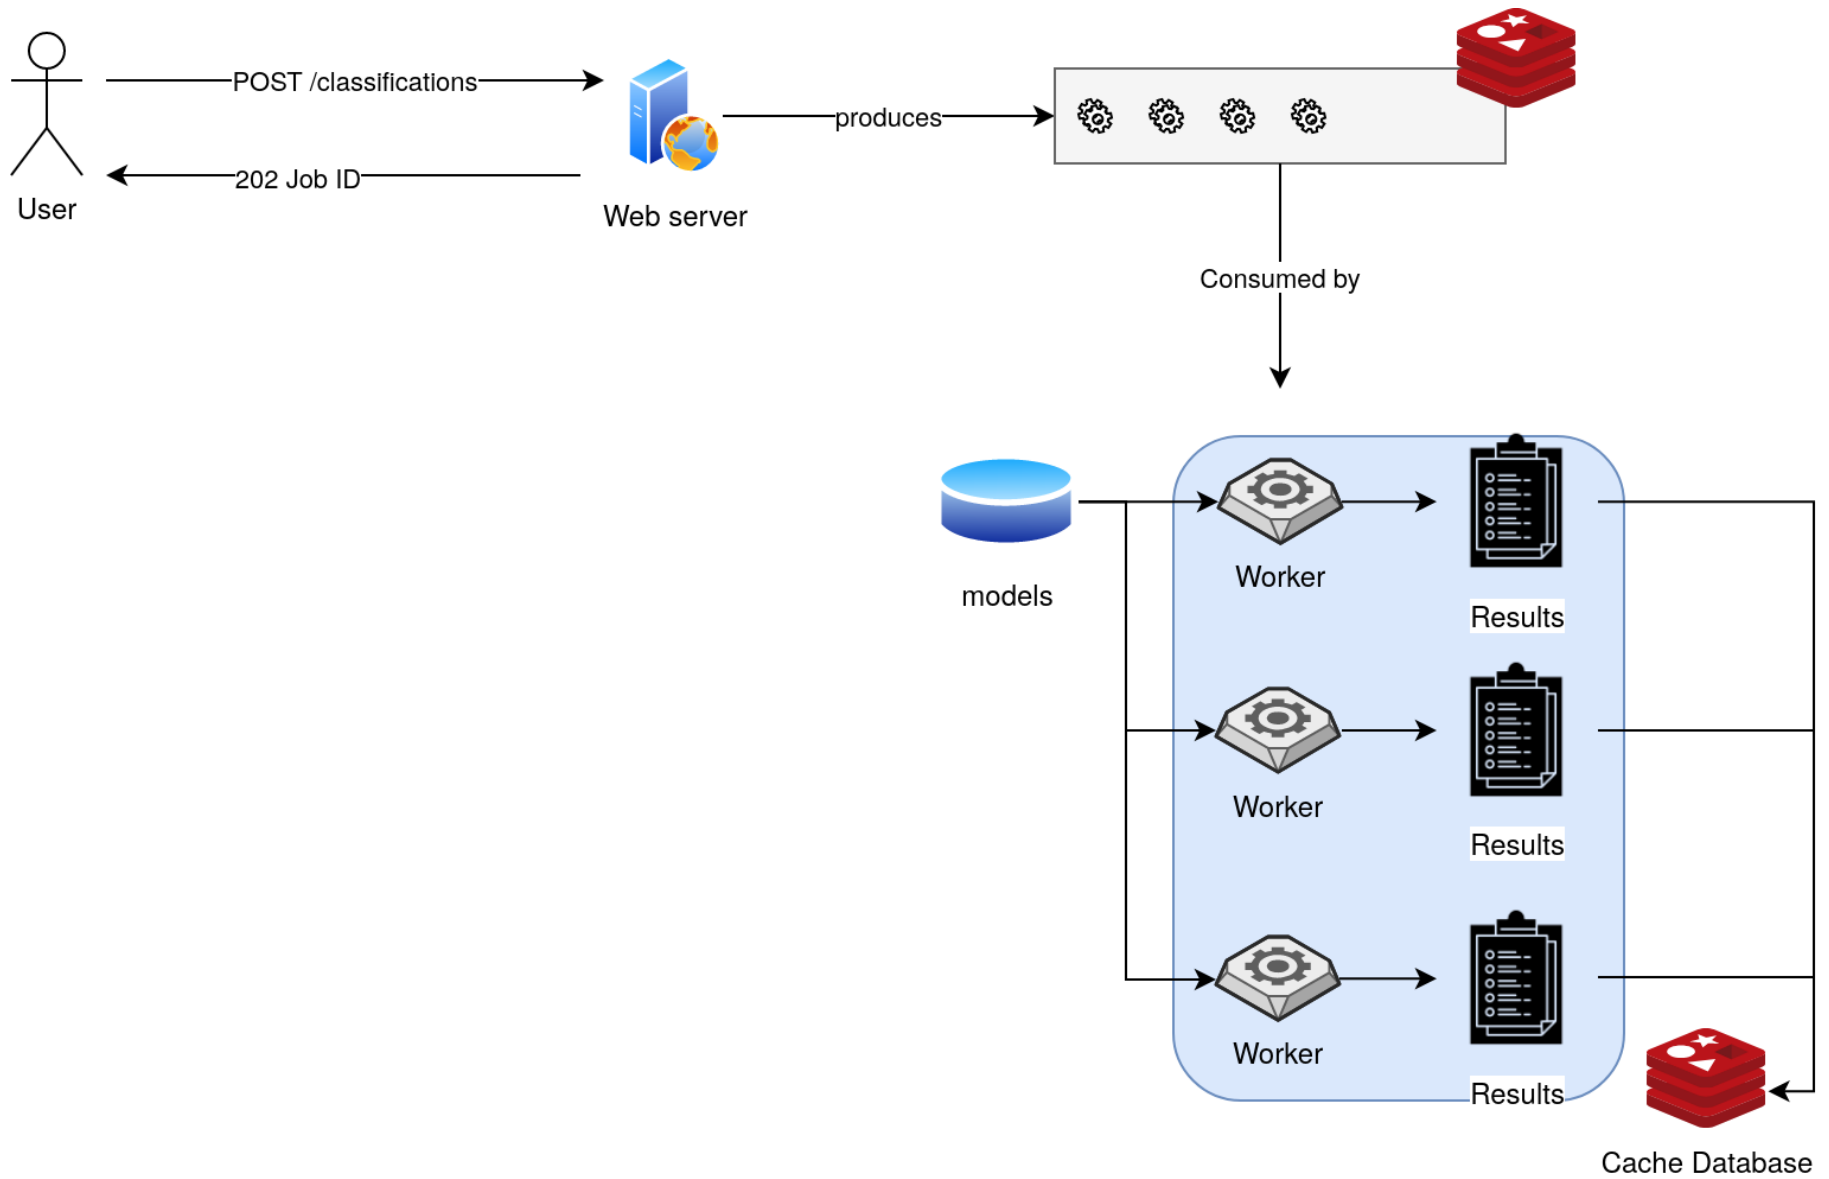 POST /classifications
produces
202 Job ID
User
Web server
Consumed by
models
Worker
Results
Worker
Results
Worker
Results
Cache Database